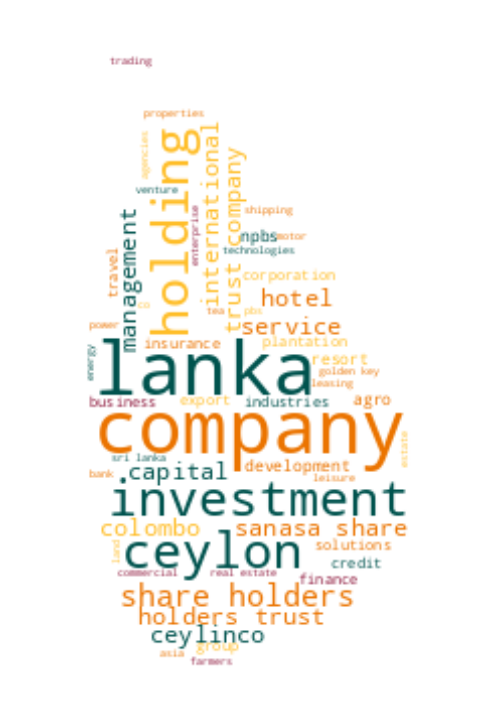 trading
properties
agencies
holding
international
trust company
venture
management
enterprise
shipping
npbs
motor
technologies
travel
corporation
co
hotel
tea
pbs
power
service
insurance
plantation
energy
lanka
resort
golden key
leasing
business
export
industries
agro
company
estate
sri lanka
bank
capital
development
leisure
investment
colombo
sanasa share
land
ceylon
solutions
credit
commercial
real estate
finance
share holders
holders trust
ceylinco
group
asia
farmers